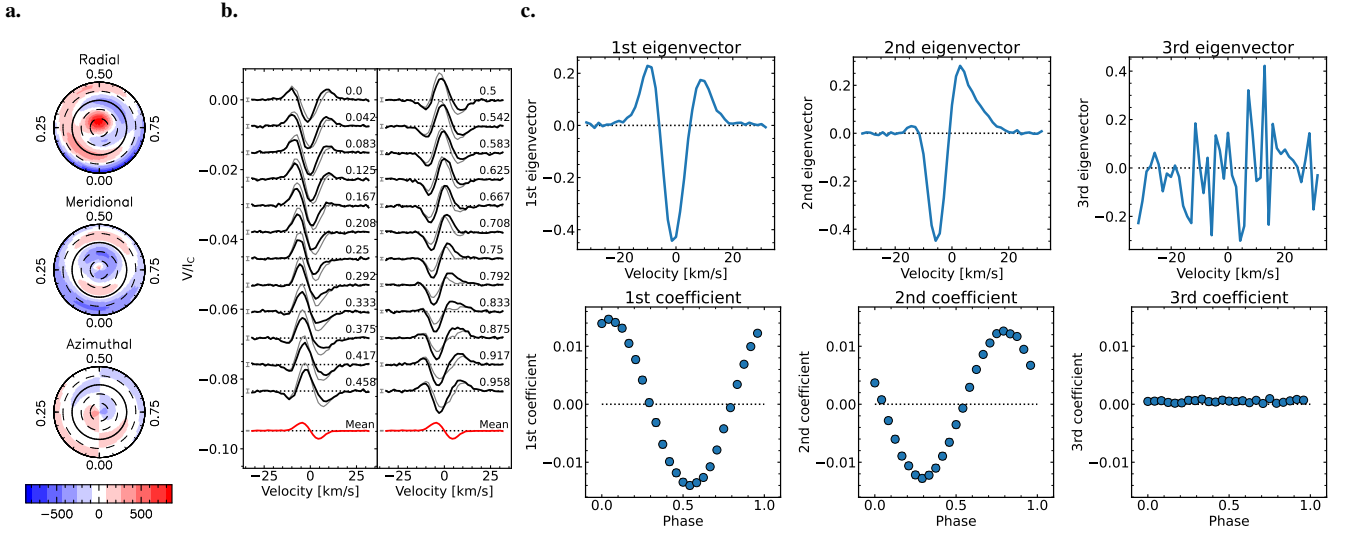 a.
Radial
0.50
0.25
0.75
0.00
Meridional
0.50
0.25
0.75
0.00
Azimuthal
0.50
0.25
0.75
0.00
−500 0 500
b.
V/IC
0.00
−0.02
−0.04
−0.06
−0.08
−0.10
0.0
0.042
0.083
0.125
0.167
0.208
0.25
0.292
0.333
0.375
0.417
0.458
Mean
0.5
0.542
0.583
0.625
0.667
0.708
0.75
0.792
0.833
0.875
0.917
0.958
Mean
−25 0 25
−25 0 25
Velocity [km/s]
Velocity [km/s]
c.
1st eigenvector
1st eigenvector
0.2
0.0
−0.2
−0.4
−20 0 20
Velocity [km/s]
2nd eigenvector
2nd eigenvector
0.2
0.0
−0.2
−0.4
−20 0 20
Velocity [km/s]
3rd eigenvector
3rd eigenvector
0.4
0.2
0.0
−0.2
−20 0 20
Velocity [km/s]
1st coefficient
1st coefficient
0.01
0.00
−0.01
0.0 0.5 1.0
Phase
2nd coefficient
2nd coefficient
0.01
0.00
−0.01
0.0 0.5 1.0
Phase
3rd coefficient
3rd coefficient
0.01
0.00
−0.01
0.0 0.5 1.0
Phase